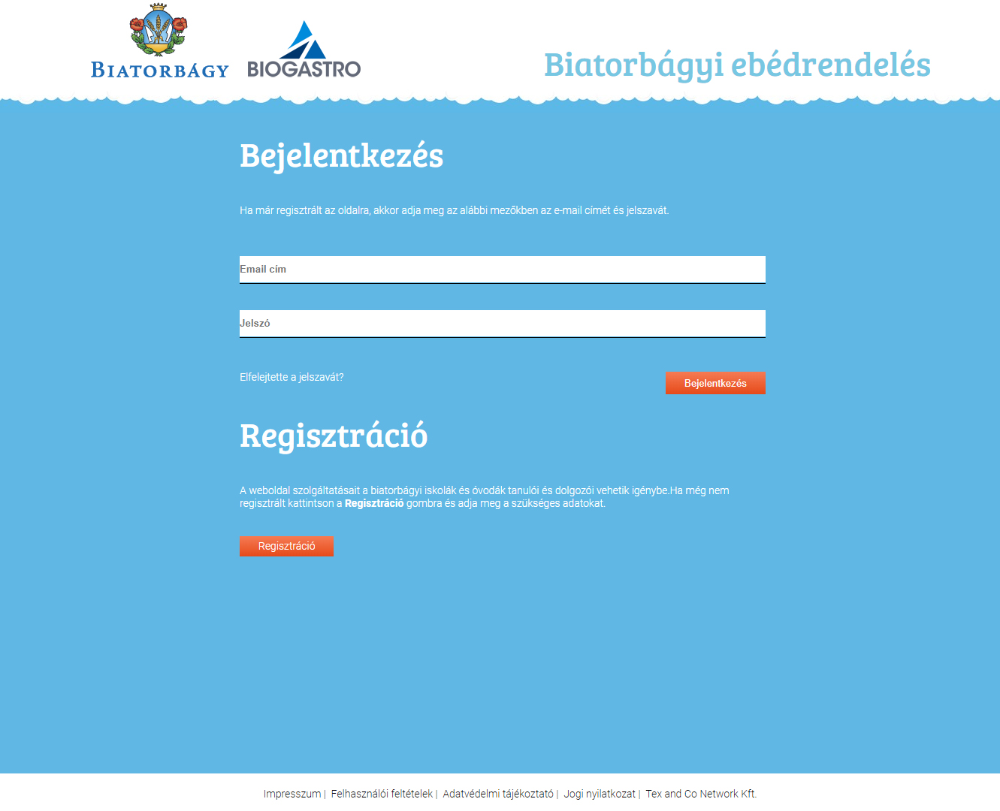 BIATORBÁGY
BIOGASTRO
Biatorbágyi ebédrendelés
Bejelentkezés
Ha már regisztrált az oldalra, akkor adja meg az alábbi mezőkben az e-mail címét és jelszavát.
Email cím
Jelszó
Elfelejtette a jelszavát?
Bejelentkezés
Regisztráció
A weboldal szolgáltatásait a biatorbágyi iskolák és óvodák tanulói és dolgozói vehetik igénybe.Ha még nem
regisztrált kattintson a Regisztráció gombra és adja meg a szükséges adatokat.
Regisztráció
Impresszum | Felhasználói feltételek | Adatvédelmi tájékoztató | Jogi nyilatkozat | Tex and Co Network Kft.